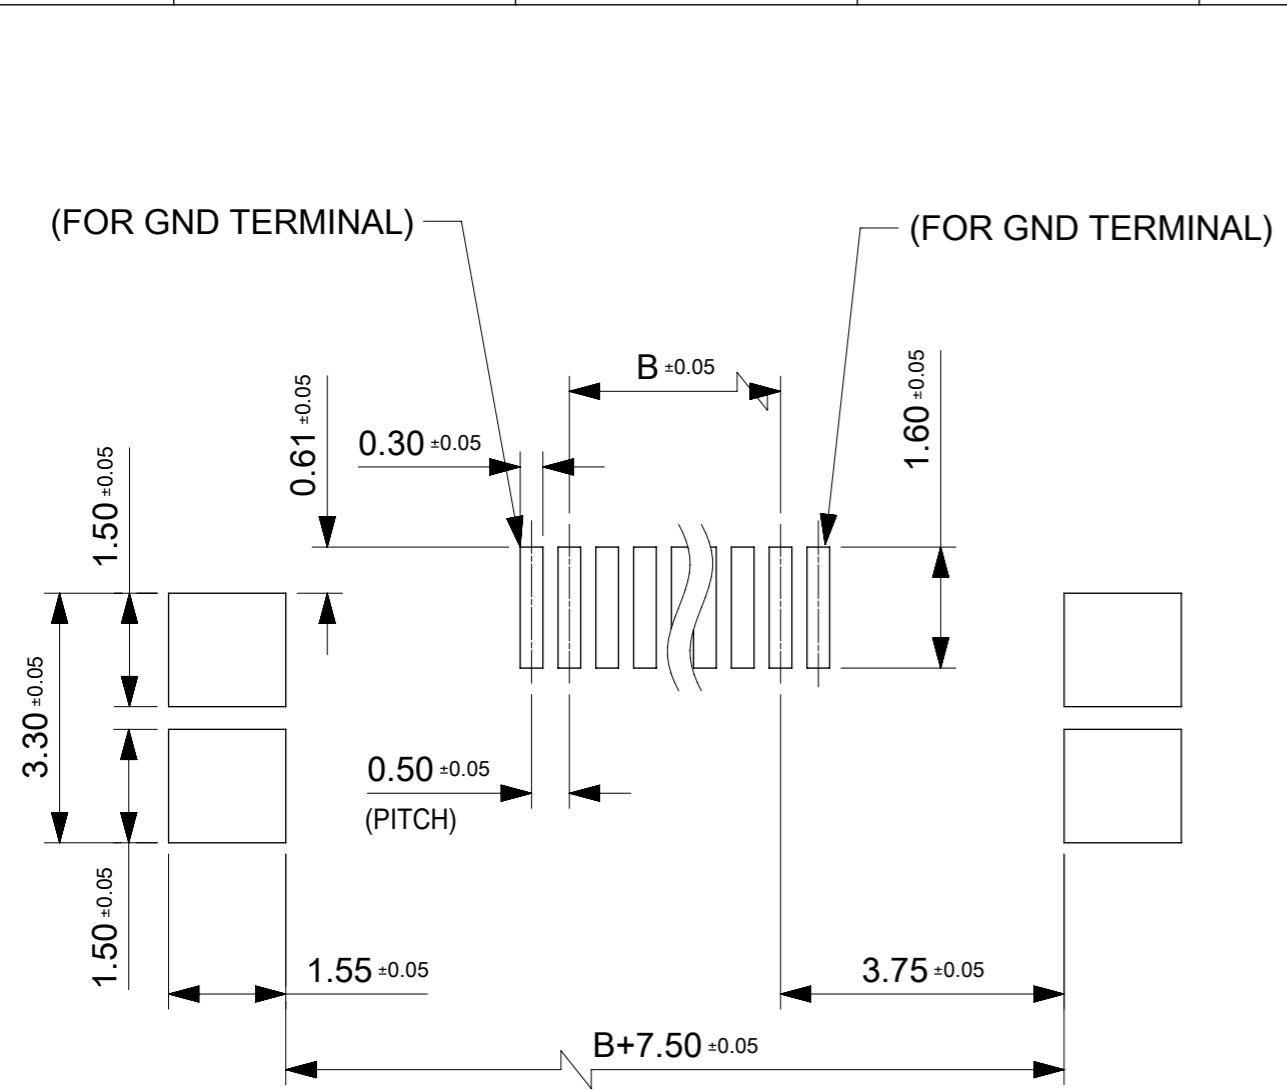 (FOR GND TERMINAL)
(FOR GND TERMINAL)
B ±0.05
1.60 ±0.05
0.61 ±0.05
0.30 ±0.05
1.50 ±0.05
3.30 ±0.05
0.50 ±0.05
(PITCH)
1.50 ±0.05
1.55 ±0.05
3.75 ±0.05
B+7.50 ±0.05